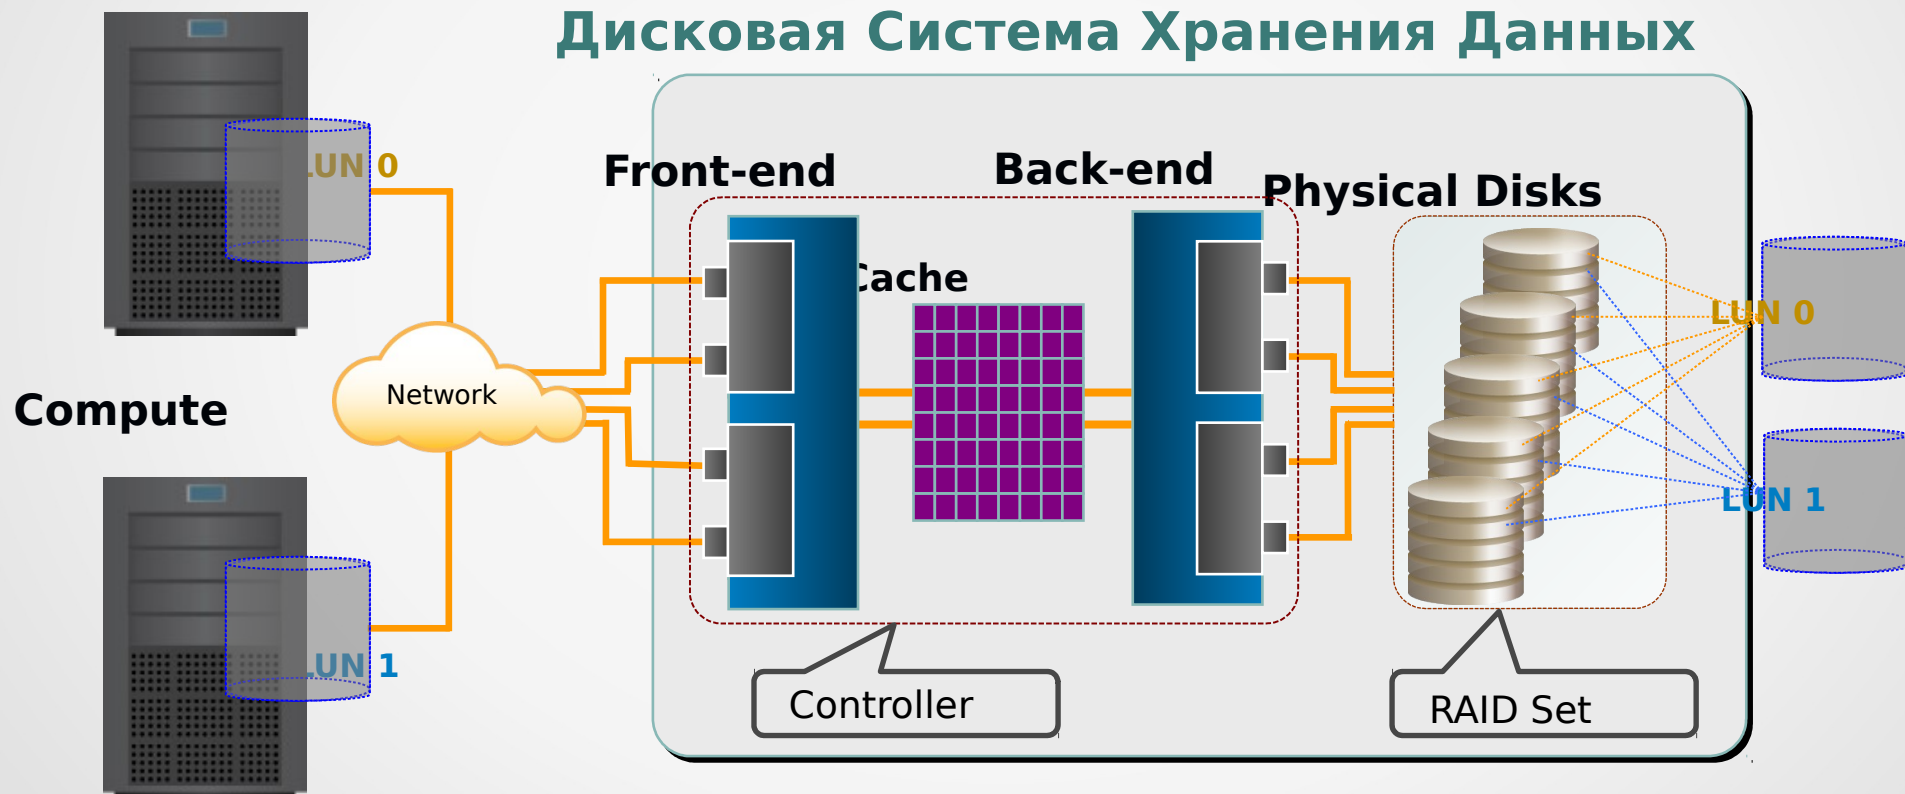 Дисковая Система Хранения Данных
LUN 0
Front-end
Back-end
Physical Disks
Cache
LUN 0
Network
Compute
LUN 1
LUN 1
Controller
RAID Set